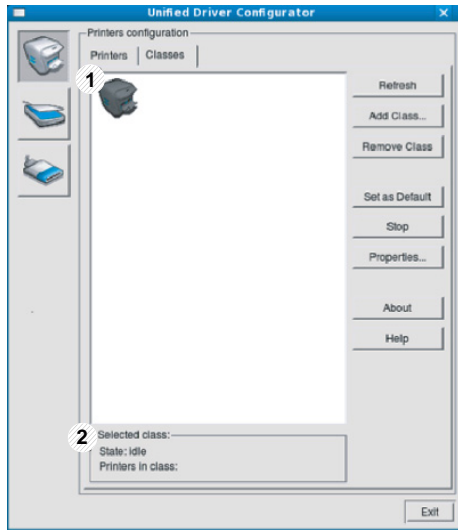 Unified Driver Configurator
Printers configuration
Printers Classes
1
Refresh
Add Class...
Remove Class
Set as Default
Stop
Properties...
About
Help
2
Selected class:
State: idle
Printers in class:
Exit